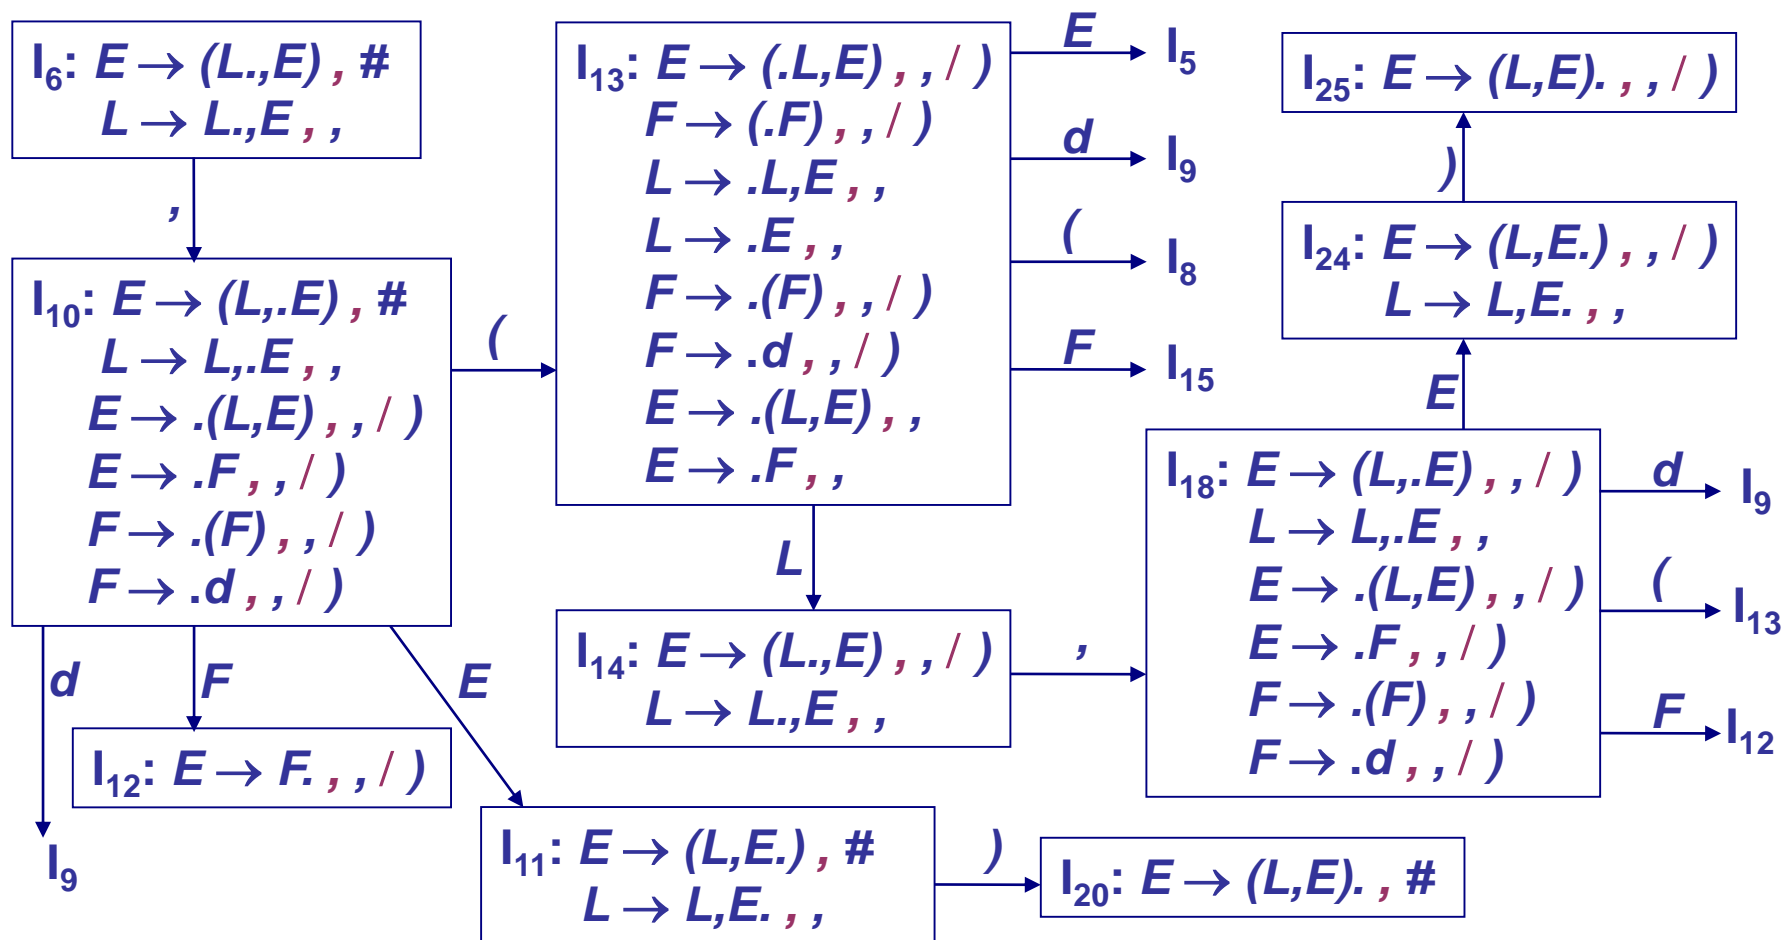 I6: E → (L.,E) , #
L → L.,E , ,
,
I10: E → (L,.E) , #
L → L,.E , ,
E → .(L,E) , , / )
E → .F , , / )
F → .(F) , , / )
F → .d , , / )
(
d
F
E
I9
I12: E → F. , , / )
I11: E → (L,E.) , #
L → L,E. , ,
)
I20: E → (L,E). , #
I13: E → (.L,E) , , / )
F → (.F) , , / )
L → .L,E , ,
L → .E , ,
F → .(F) , , / )
F → .d , , / )
E → .(L,E) , ,
E → .F , ,
E
I5
d
I9
(
I8
F
I15
L
I14: E → (L.,E) , , / )
L → L.,E , ,
,
I18: E → (L,.E) , , / )
L → L,.E , ,
E → .(L,E) , , / )
E → .F , , / )
F → .(F) , , / )
F → .d , , / )
d
I9
(
I13
F
I12
E
I24: E → (L,E.) , , / )
L → L,E. , ,
)
I25: E → (L,E). , , / )